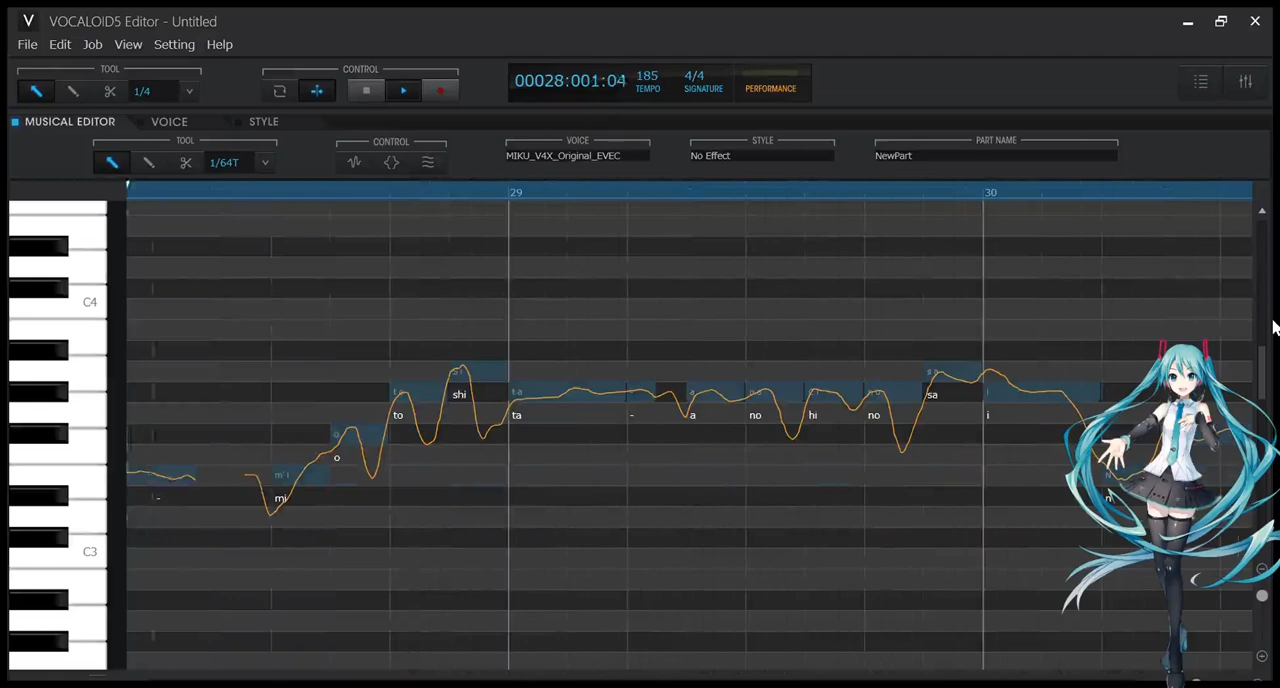 V VOCALOID5 Editor - Untitled
File Edit Job View Setting Help
TOOL CONTROL
1/4
00028:001:04 185 TEMPO 4/4 SIGNATURE PERFORMANCE
MUSICAL EDITOR VOICE STYLE
TOOL CONTROL VOICE STYLE PART NAME
1/64T MIKU_V4X_Original_EVEC No Effect NewPart
29 30
C4
shi sa
to ta - a no hi no i
o
- mi n
C3